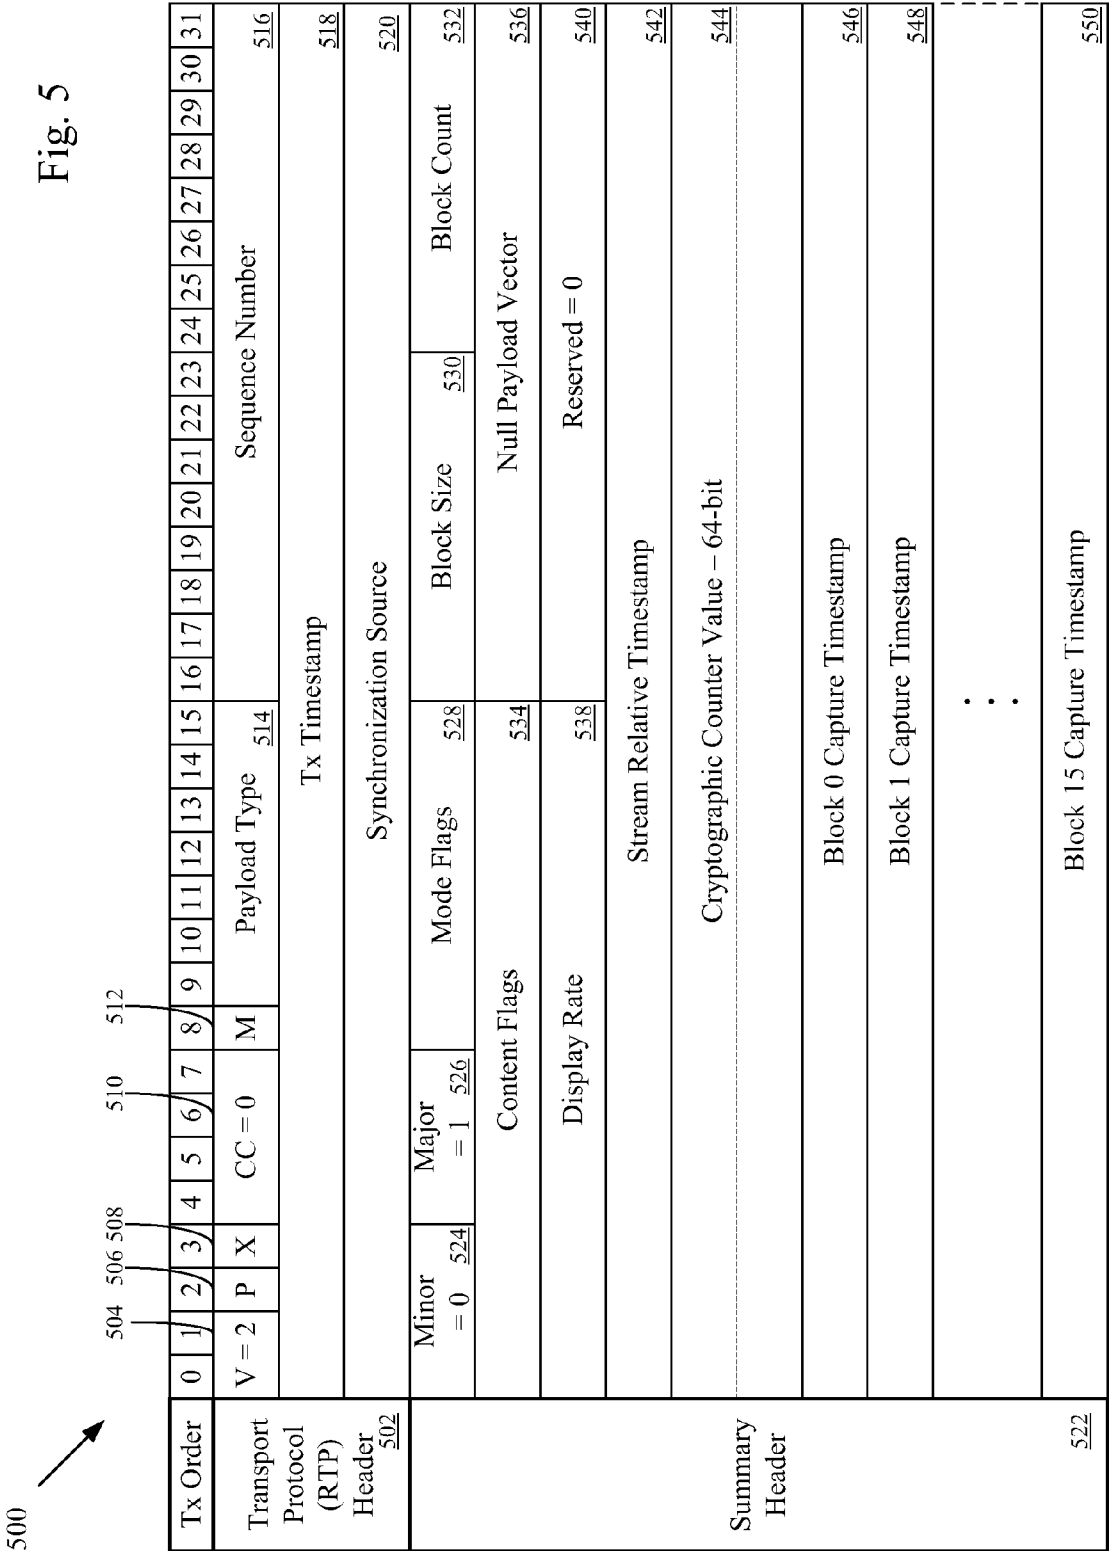 Fig. 5
500
504 506 508 510 512
Tx Order 0 1 2 3 4 5 6 7 8 9 10 11 12 13 14 15 16 17 18 19 20 21 22 23 24 25 26 27 28 29 30 31
Transport
Protocol
(RTP)
Header
502
V = 2 P X CC = 0 M Payload Type 514 Sequence Number 516
Tx Timestamp 518
Synchronization Source 520
Summary
Header
522
Minor
= 0 524
Major
= 1 526
Mode Flags 528 Block Size 530 Block Count 532
Content Flags 534 Null Payload Vector 536
Display Rate 538 Reserved = 0 540
Stream Relative Timestamp 542
Cryptographic Counter Value – 64-bit 544
Block 0 Capture Timestamp 546
Block 1 Capture Timestamp 548
. . .
Block 15 Capture Timestamp 550